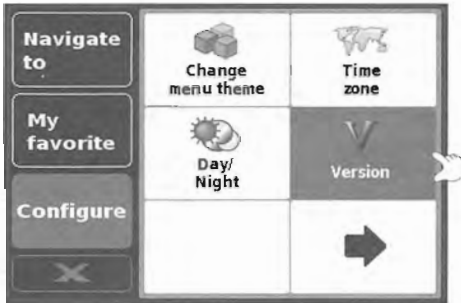 Navigate
to
My
favorite
Configure
Change
menu theme
Time
zone
Day/
Night
Version